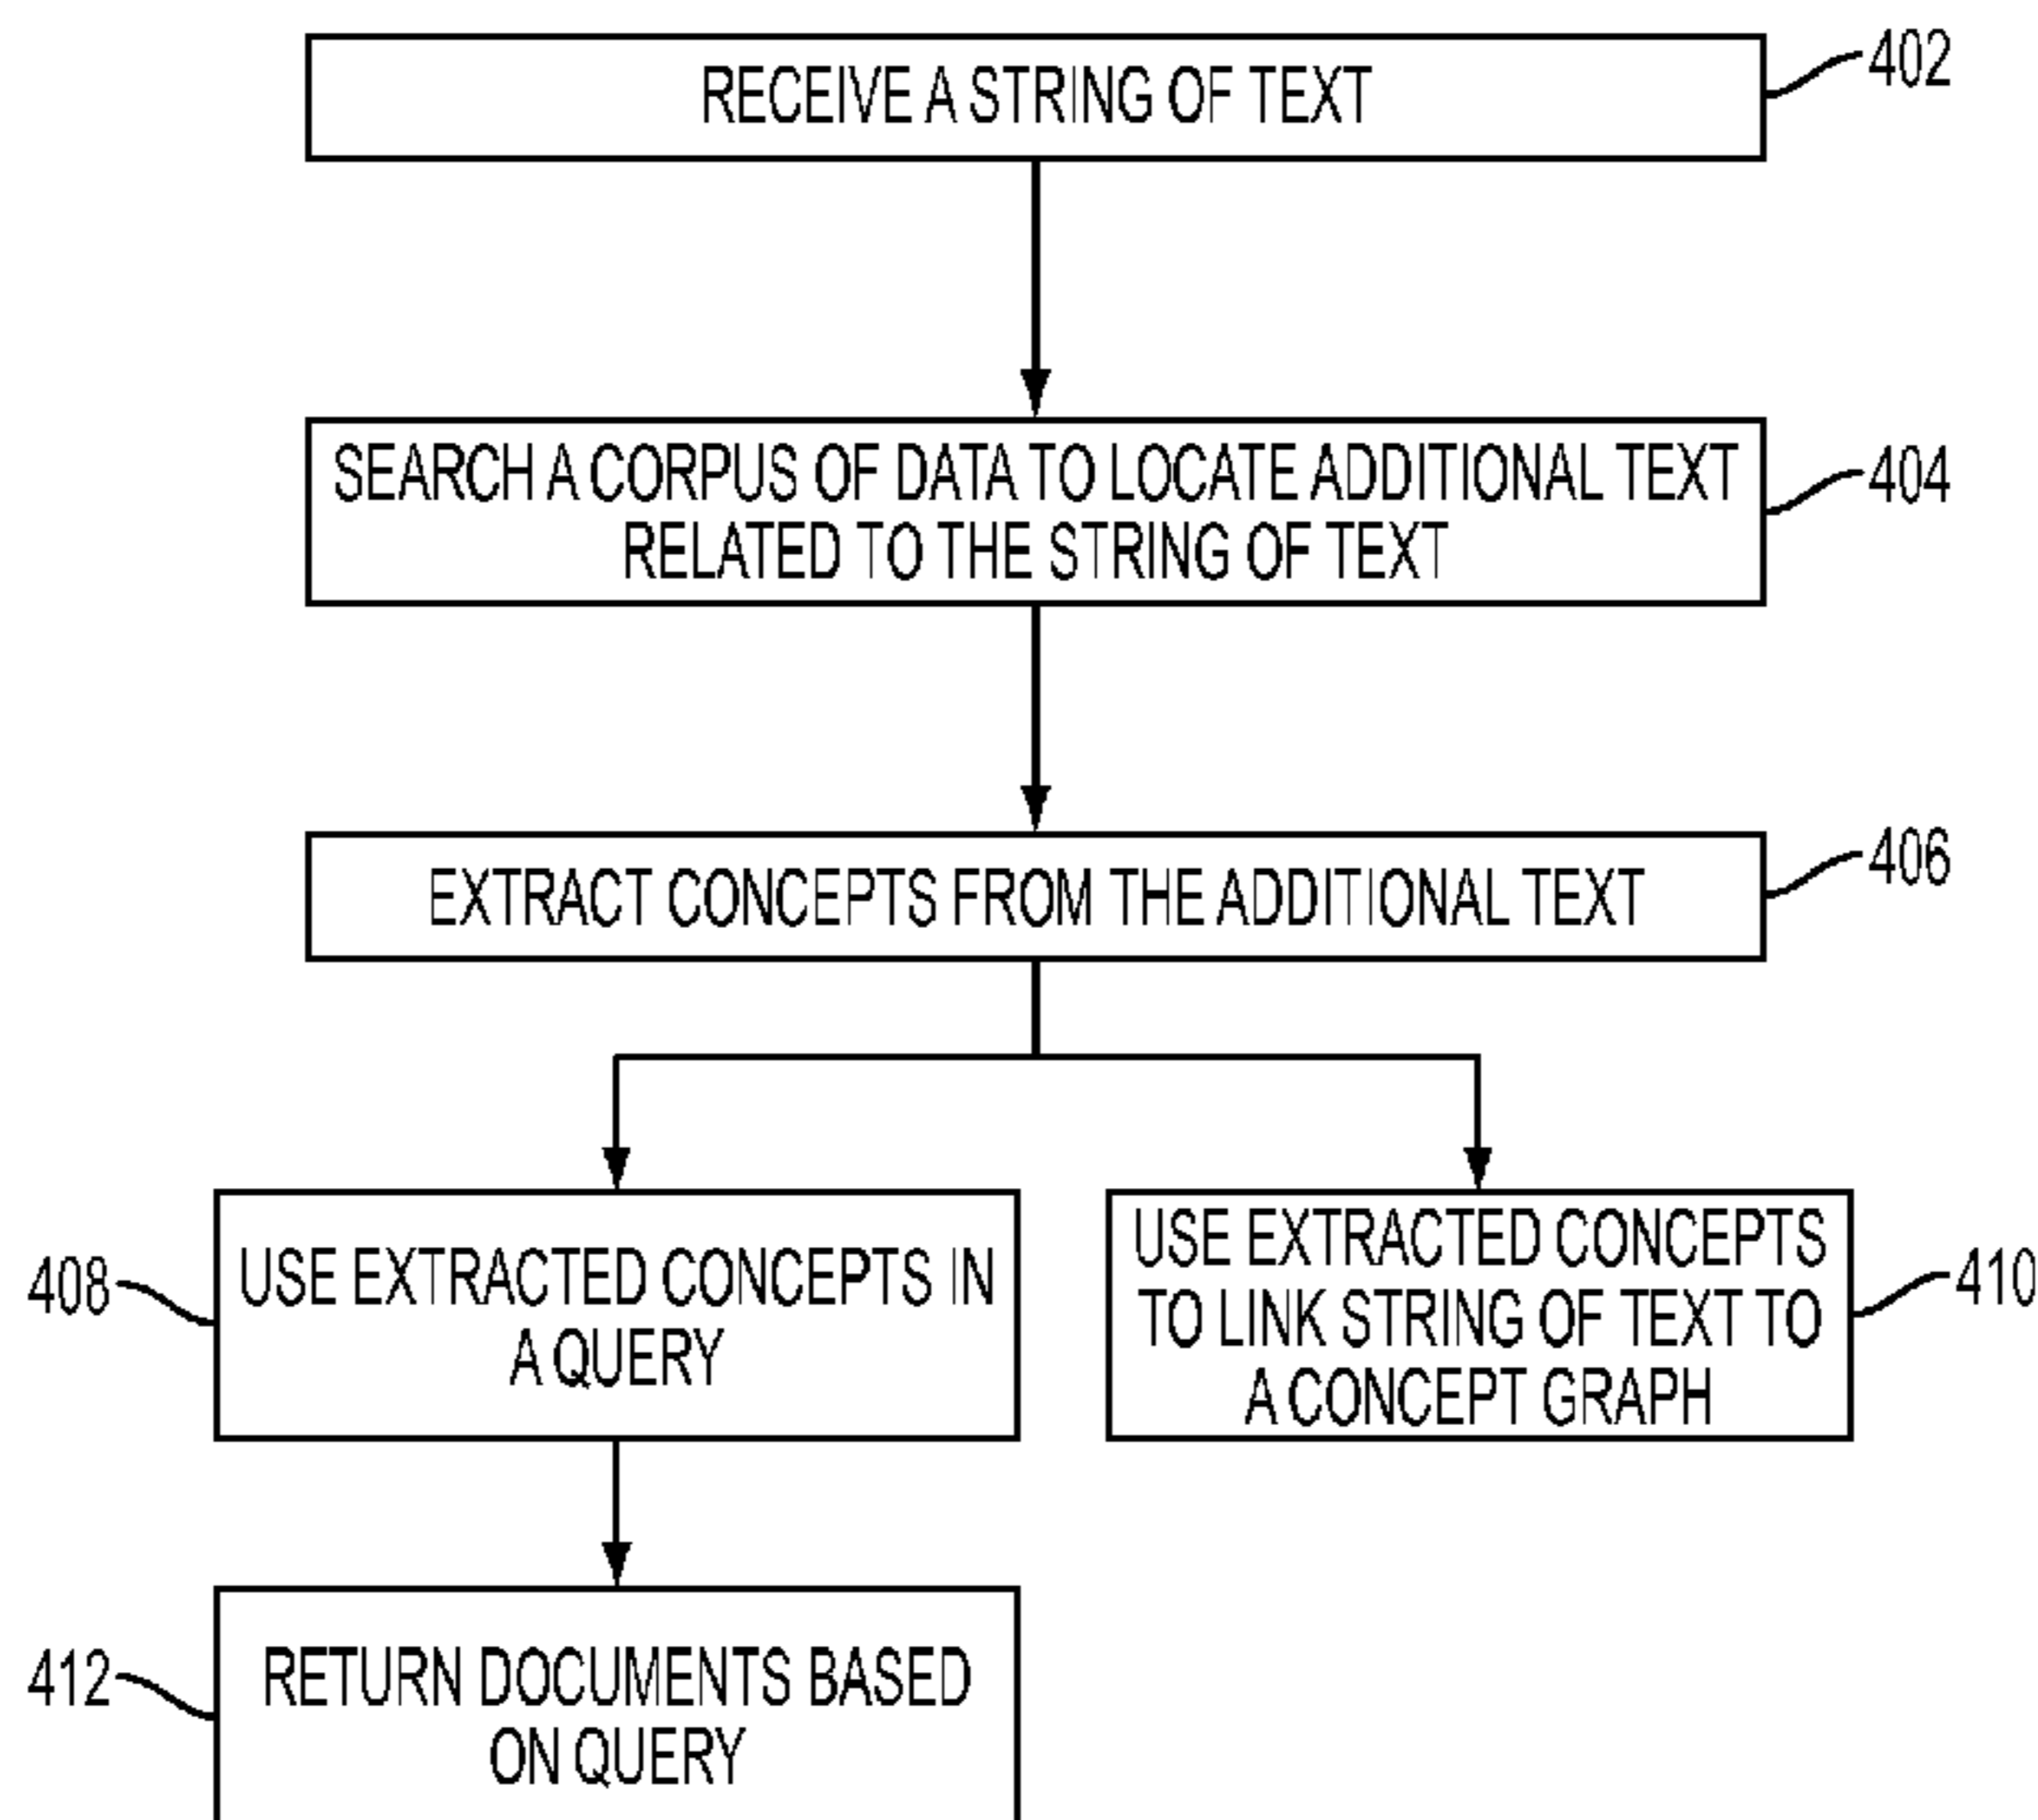 RECEIVE A STRING OF TEXT
402
SEARCH A CORPUS OF DATA TO LOCATE ADDITIONAL TEXT
RELATED TO THE STRING OF TEXT
404
EXTRACT CONCEPTS FROM THE ADDITIONAL TEXT
406
408
USE EXTRACTED CONCEPTS IN
A QUERY
USE EXTRACTED CONCEPTS
TO LINK STRING OF TEXT TO
A CONCEPT GRAPH
410
412
RETURN DOCUMENTS BASED
ON QUERY